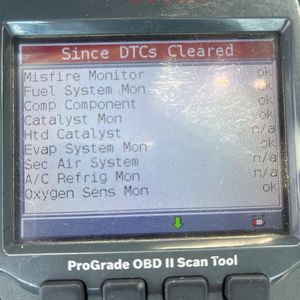 Since DTCs Cleared
Misfire Monitor ok
Fuel System Mon ok
Comp Component ok
Catalyst Mon ok
Htd Catalyst n/a
Evap System Mon ok
Sec Air System n/a
A/C Refrig Mon n/a
Oxygen Sens Mon ok
ProGrade OBD II Scan Tool